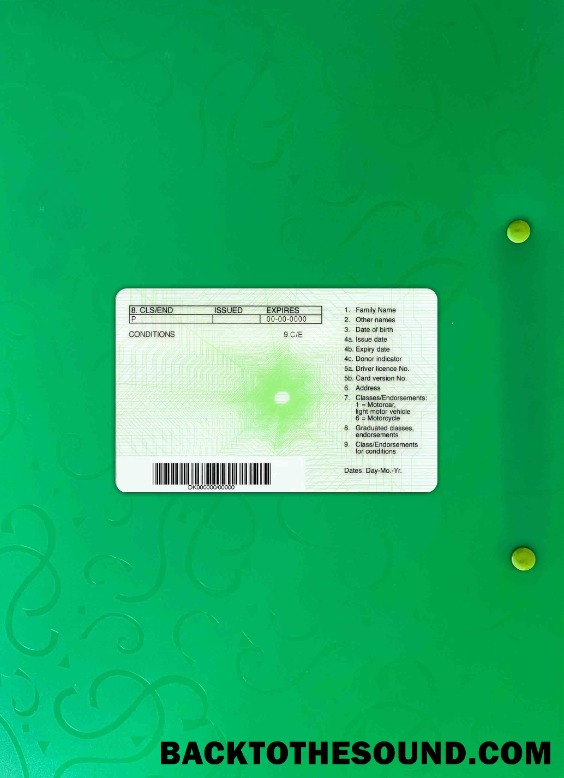 8. CLS/END ISSUED EXPIRES
P 00-00-0000
CONDITIONS 9.C/E
1. Family Name
2. Other names
3. Date of birth
4a. Issue date
4b. Expiry date
4c. Donor indicator
5a. Driver licence No.
5b. Card version No.
6. Address
7. Classes/Endorsements:
1 = Motorcar,
light motor vehicle
6 = Motorcycle
8. Graduated classes,
endorsements
9. Class/Endorsements
for conditions
Dates: Day-Mo.-Yr.
DK000000/00000
BACKTOTHESOUND.COM